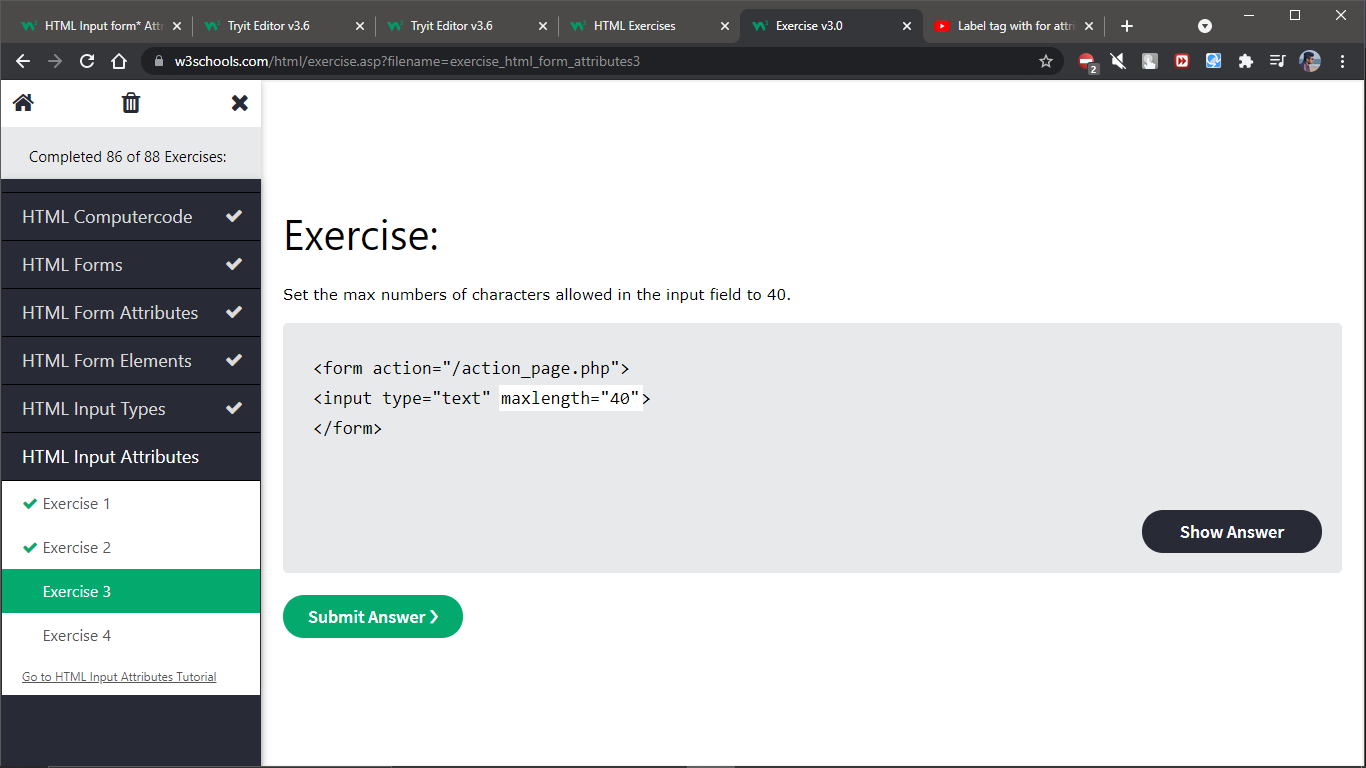 HTML Input form* Attr
Tryit Editor v3.6
Tryit Editor v3.6
HTML Exercises
Exercise v3.0
Label tag with for attri
w3schools.com/html/exercise.asp?filename=exercise_html_form_attributes3
2
Completed 86 of 88 Exercises:
HTML Computercode
HTML Forms
HTML Form Attributes
HTML Form Elements
HTML Input Types
HTML Input Attributes
Exercise 1
Exercise 2
Exercise 3
Exercise 4
Go to HTML Input Attributes Tutorial
Exercise:
Set the max numbers of characters allowed in the input field to 40.
<form action="/action_page.php">
<input type="text" maxlength="40">
</form>
Show Answer
Submit Answer ❯